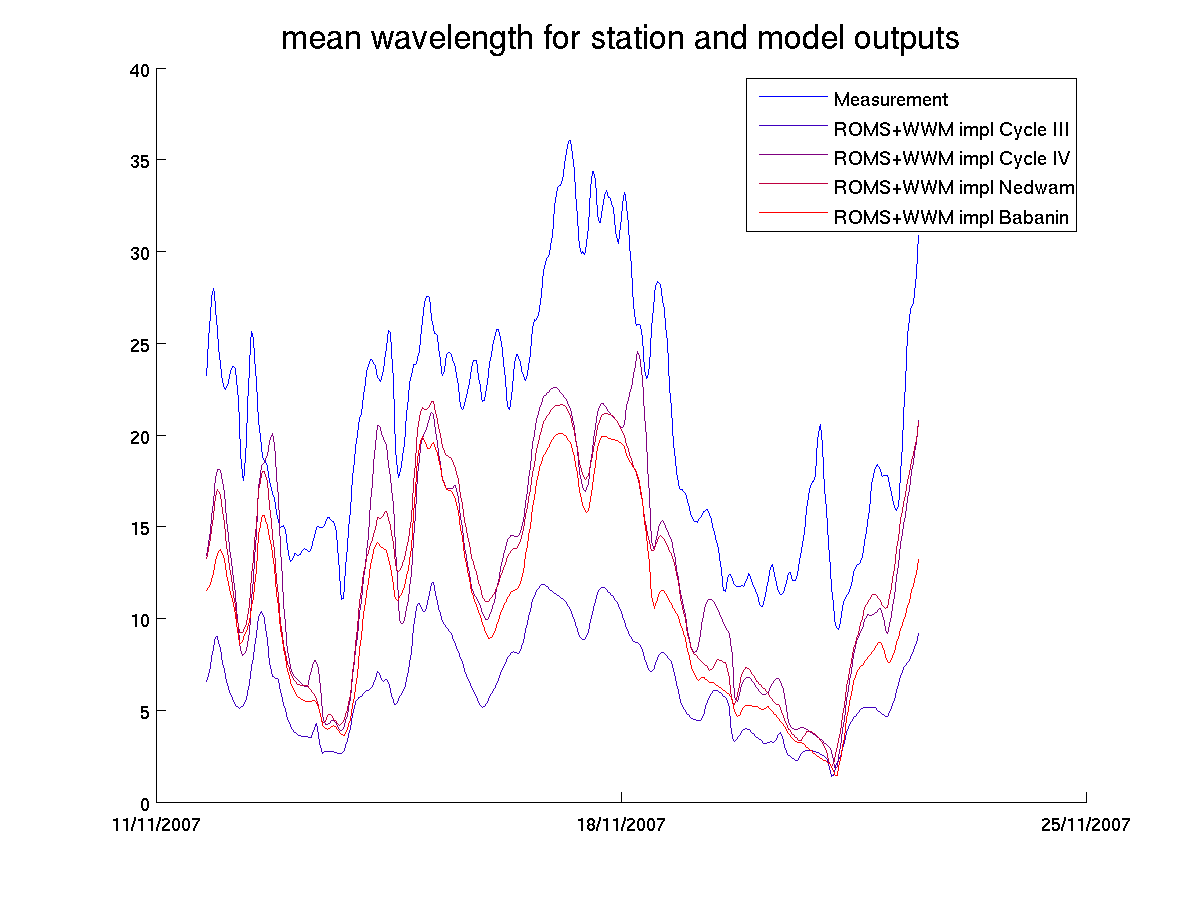 mean wavelength for station and model outputs
40
35
30
25
20
15
10
5
0
11/11/2007
18/11/2007
25/11/2007
Measurement
ROMS+WWM impl Cycle III
ROMS+WWM impl Cycle IV
ROMS+WWM impl Nedwam
ROMS+WWM impl Babanin